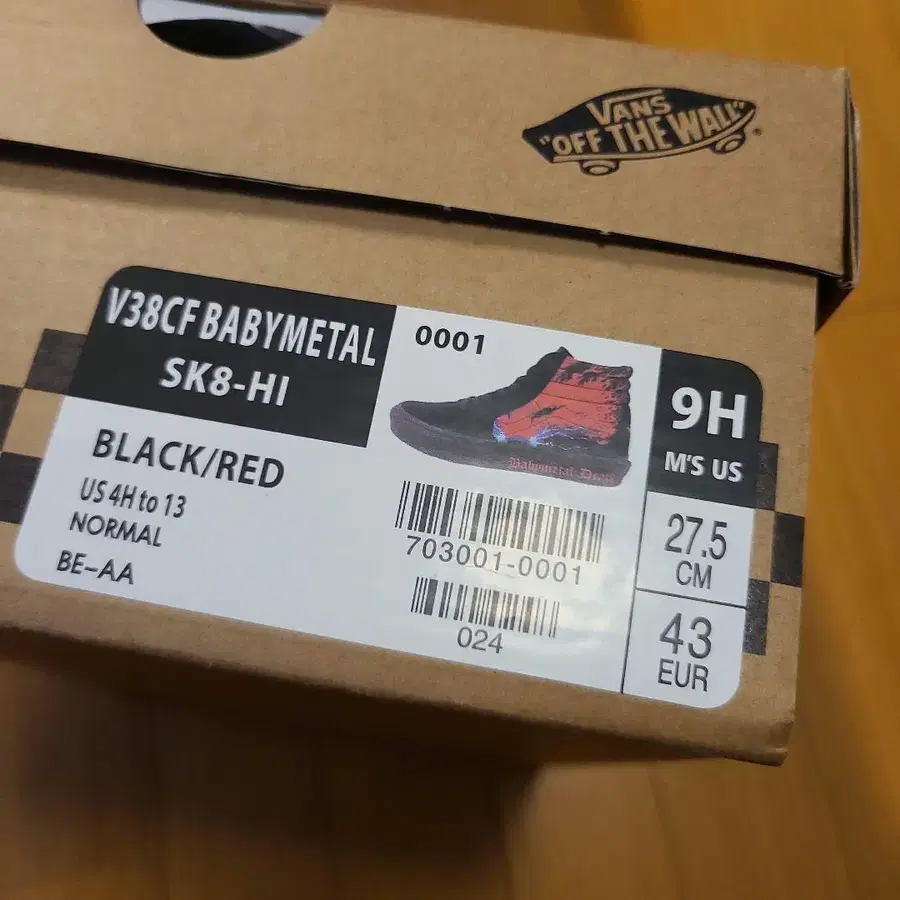 VANS
"OFF THE WALL"
V38CF BABYMETAL
SK8-HI
BLACK/RED
US 4H to 13
NORMAL
BE-AA
0001
703001-0001
024
9H
M'S US
27.5
CM
43
EUR